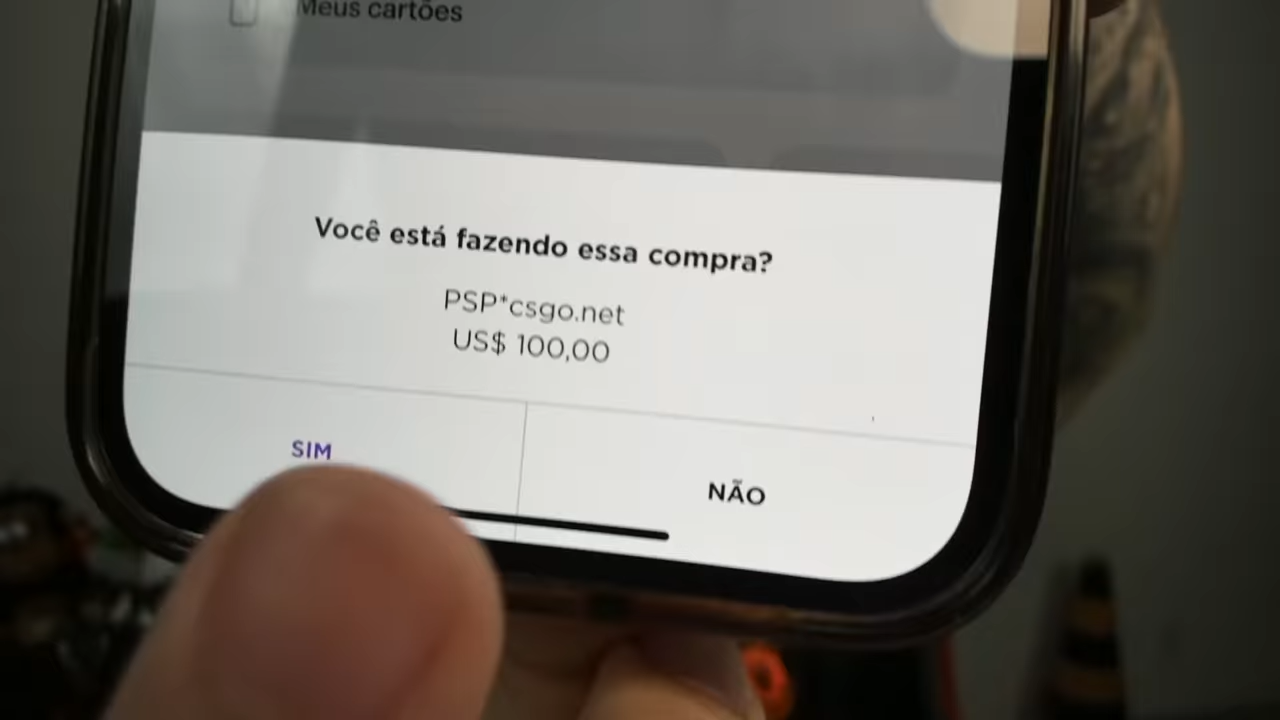 Meus cartões
Você está fazendo essa compra?
PSP*csgo.net
US$ 100,00
SIM
NÃO